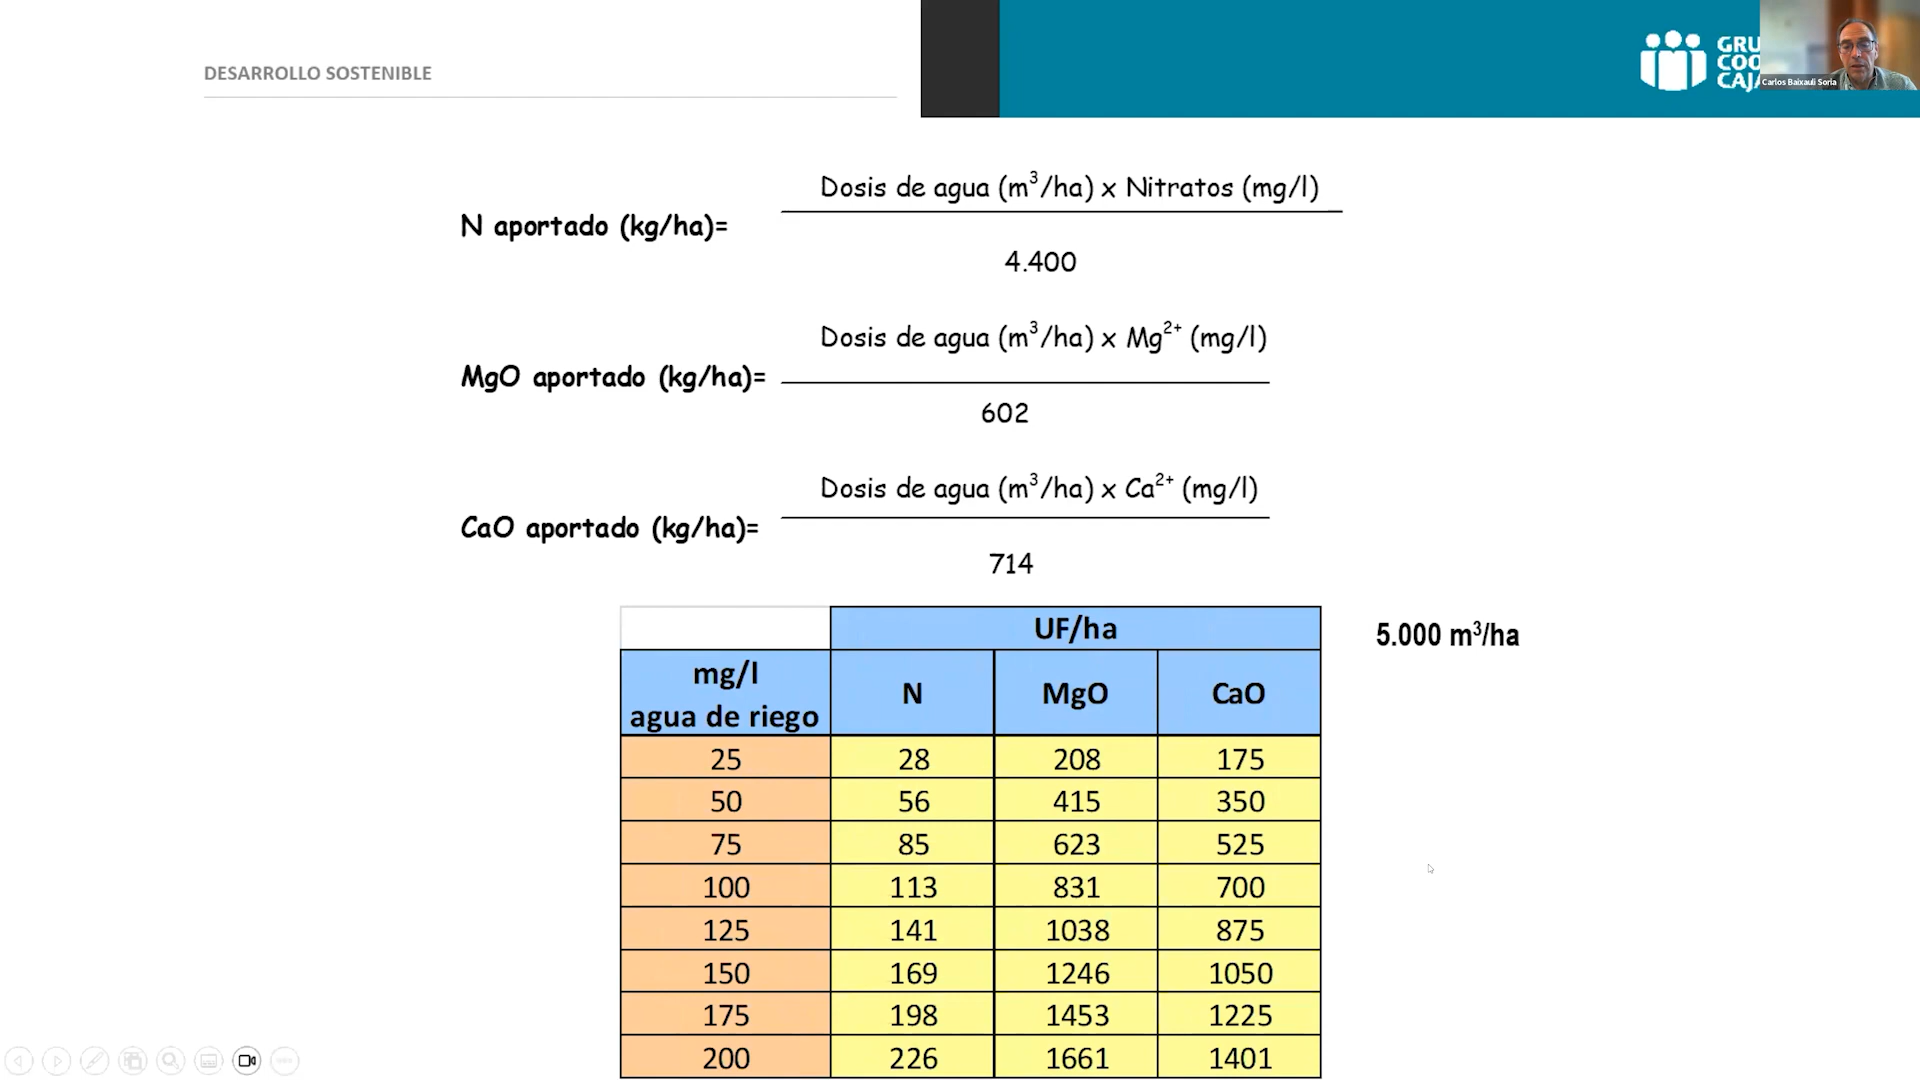 DESARROLLO SOSTENIBLE
GRU
COO
CAJ
Carlos Baixauli Soria
N aportado (kg/ha)=
Dosis de agua (m³/ha) x Nitratos (mg/l)
4.400
MgO aportado (kg/ha)=
Dosis de agua (m³/ha) x Mg²⁺ (mg/l)
602
CaO aportado (kg/ha)=
Dosis de agua (m³/ha) x Ca²⁺ (mg/l)
714
5.000 m³/ha
UF/ha
mg/l
agua de riego
N MgO CaO
25 28 208 175
50 56 415 350
75 85 623 525
100 113 831 700
125 141 1038 875
150 169 1246 1050
175 198 1453 1225
200 226 1661 1401